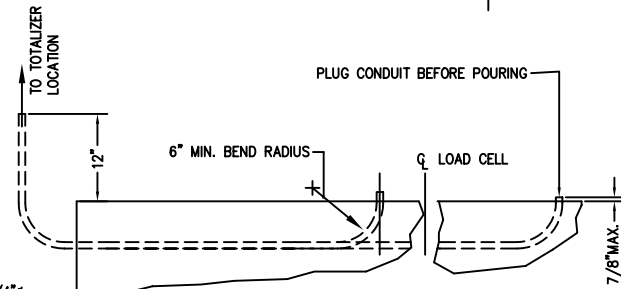 TO TOTALIZER
LOCATION
12"
PLUG CONDUIT BEFORE POURING
6" MIN. BEND RADIUS
℄ LOAD CELL
7/8"MAX.